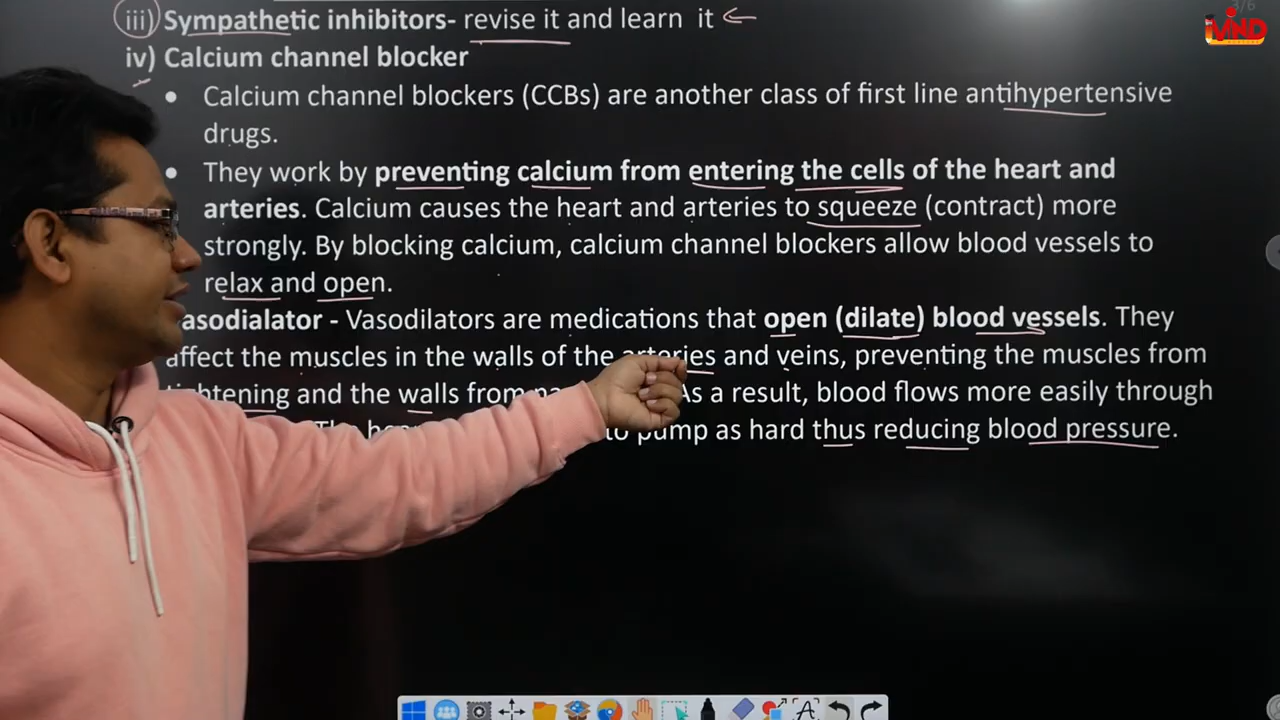 3/6
iii) Sympathetic inhibitors- revise it and learn it
iv) Calcium channel blocker
• Calcium channel blockers (CCBs) are another class of first line antihypertensive
drugs.
• They work by preventing calcium from entering the cells of the heart and
arteries. Calcium causes the heart and arteries to squeeze (contract) more
strongly. By blocking calcium, calcium channel blockers allow blood vessels to
relax and open.
asodialator - Vasodilators are medications that open (dilate) blood vessels. They
affect the muscles in the walls of the arteries and veins, preventing the muscles from
htening and the walls from As a result, blood flows more easily through
The to pump as hard thus reducing blood pressure.